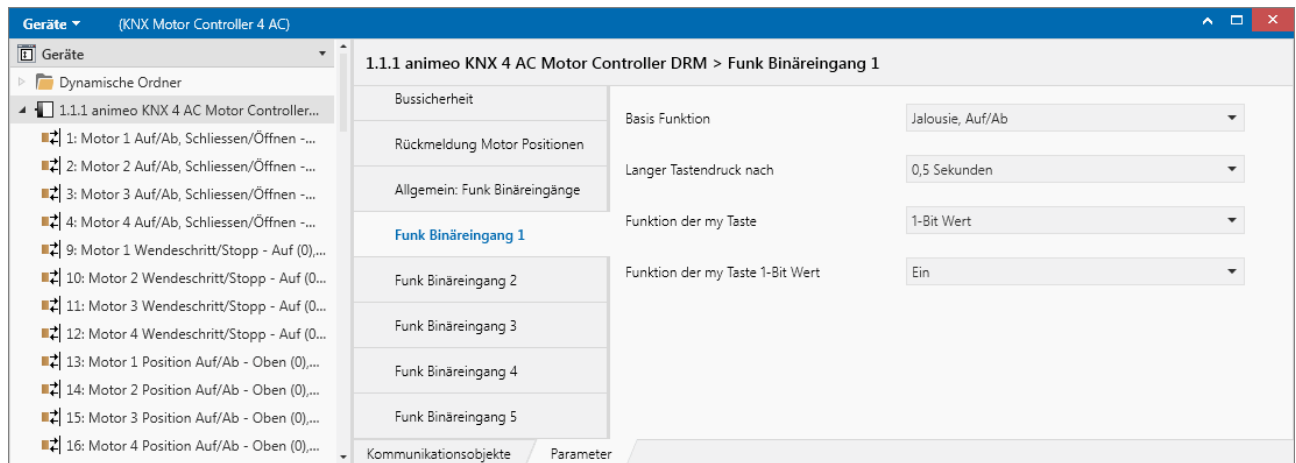 Geräte (KNX Motor Controller 4 AC)
Geräte
Dynamische Ordner
1.1.1 animeo KNX 4 AC Motor Controller...
1: Motor 1 Auf/Ab, Schliessen/Öffnen -...
2: Motor 2 Auf/Ab, Schliessen/Öffnen -...
3: Motor 3 Auf/Ab, Schliessen/Öffnen -...
4: Motor 4 Auf/Ab, Schliessen/Öffnen -...
9: Motor 1 Wendeschritt/Stopp - Auf (0),...
10: Motor 2 Wendeschritt/Stopp - Auf (0...
11: Motor 3 Wendeschritt/Stopp - Auf (0...
12: Motor 4 Wendeschritt/Stopp - Auf (0...
13: Motor 1 Position Auf/Ab - Oben (0),...
14: Motor 2 Position Auf/Ab - Oben (0),...
15: Motor 3 Position Auf/Ab - Oben (0),...
16: Motor 4 Position Auf/Ab - Oben (0),...
1.1.1 animeo KNX 4 AC Motor Controller DRM > Funk Binäreingang 1
Bussicherheit
Rückmeldung Motor Positionen
Allgemein: Funk Binäreingänge
Funk Binäreingang 1
Funk Binäreingang 2
Funk Binäreingang 3
Funk Binäreingang 4
Funk Binäreingang 5
Basis Funktion Jalousie, Auf/Ab
Langer Tastendruck nach 0,5 Sekunden
Funktion der my Taste 1-Bit Wert
Funktion der my Taste 1-Bit Wert Ein
Kommunikationsobjekte Parameter